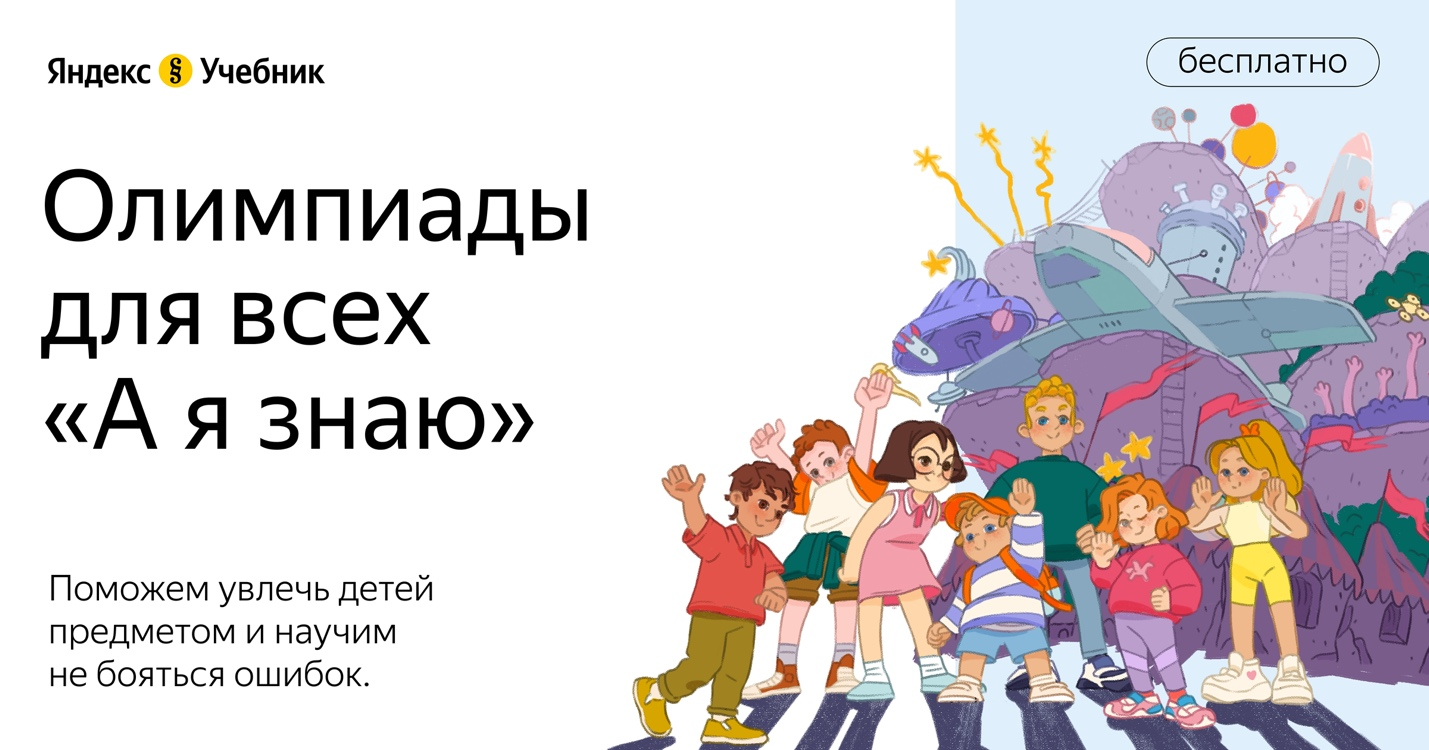 Яндекс § Учебник
бесплатно
Олимпиады
для всех
«А я знаю»
Поможем увлечь детей
предметом и научим
не бояться ошибок.